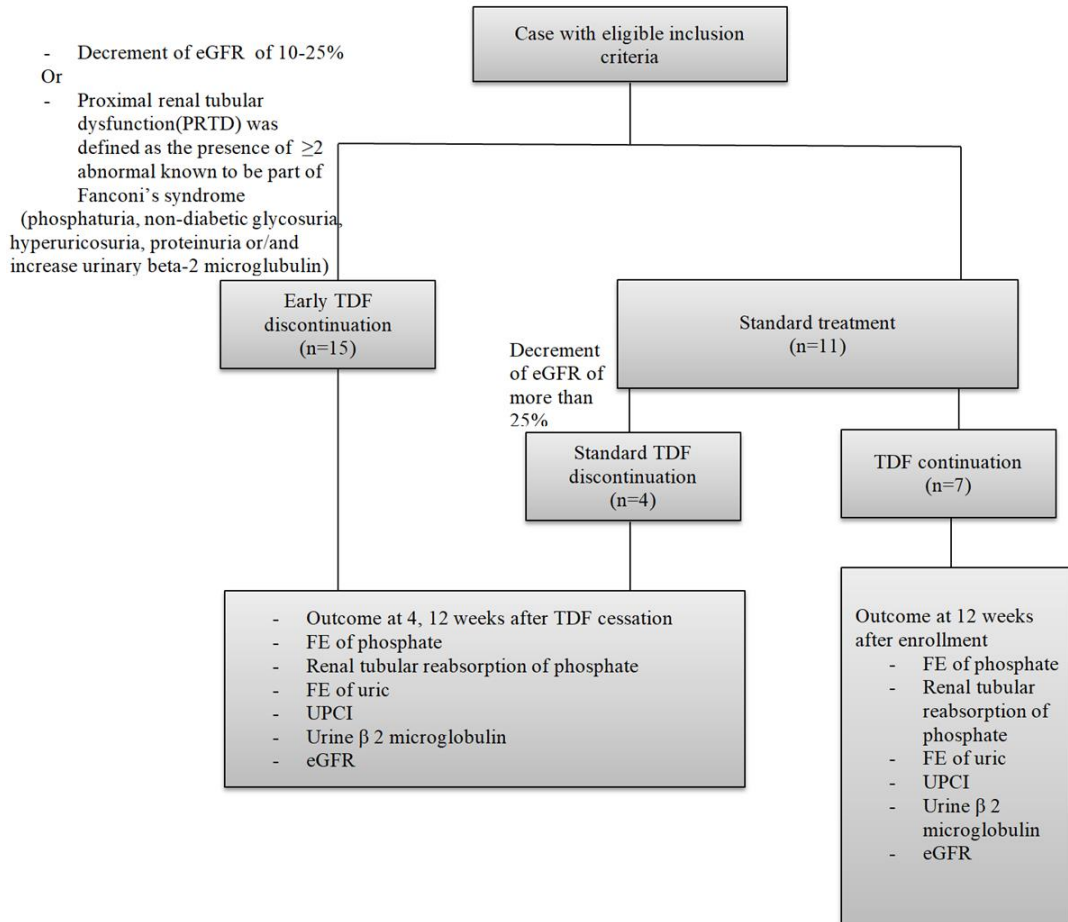 Case with eligible inclusion
criteria
- Decrement of eGFR of 10-25%
Or
- Proximal renal tubular
dysfunction(PRTD) was
defined as the presence of ≥2
abnormal known to be part of
Fanconi's syndrome
(phosphaturia, non-diabetic glycosuria,
hyperuricosuria, proteinuria or/and
increase urinary beta-2 microglubulin)
Early TDF
discontinuation
(n=15)
Standard treatment
(n=11)
Decrement
of eGFR of
more than
25%
Standard TDF
discontinuation
(n=4)
TDF continuation
(n=7)
- Outcome at 4, 12 weeks after TDF cessation
- FE of phosphate
- Renal tubular reabsorption of phosphate
- FE of uric
- UPCI
- Urine β 2 microglobulin
- eGFR
Outcome at 12 weeks
after enrollment
- FE of phosphate
- Renal tubular
reabsorption of
phosphate
- FE of uric
- UPCI
- Urine β 2
microglobulin
- eGFR